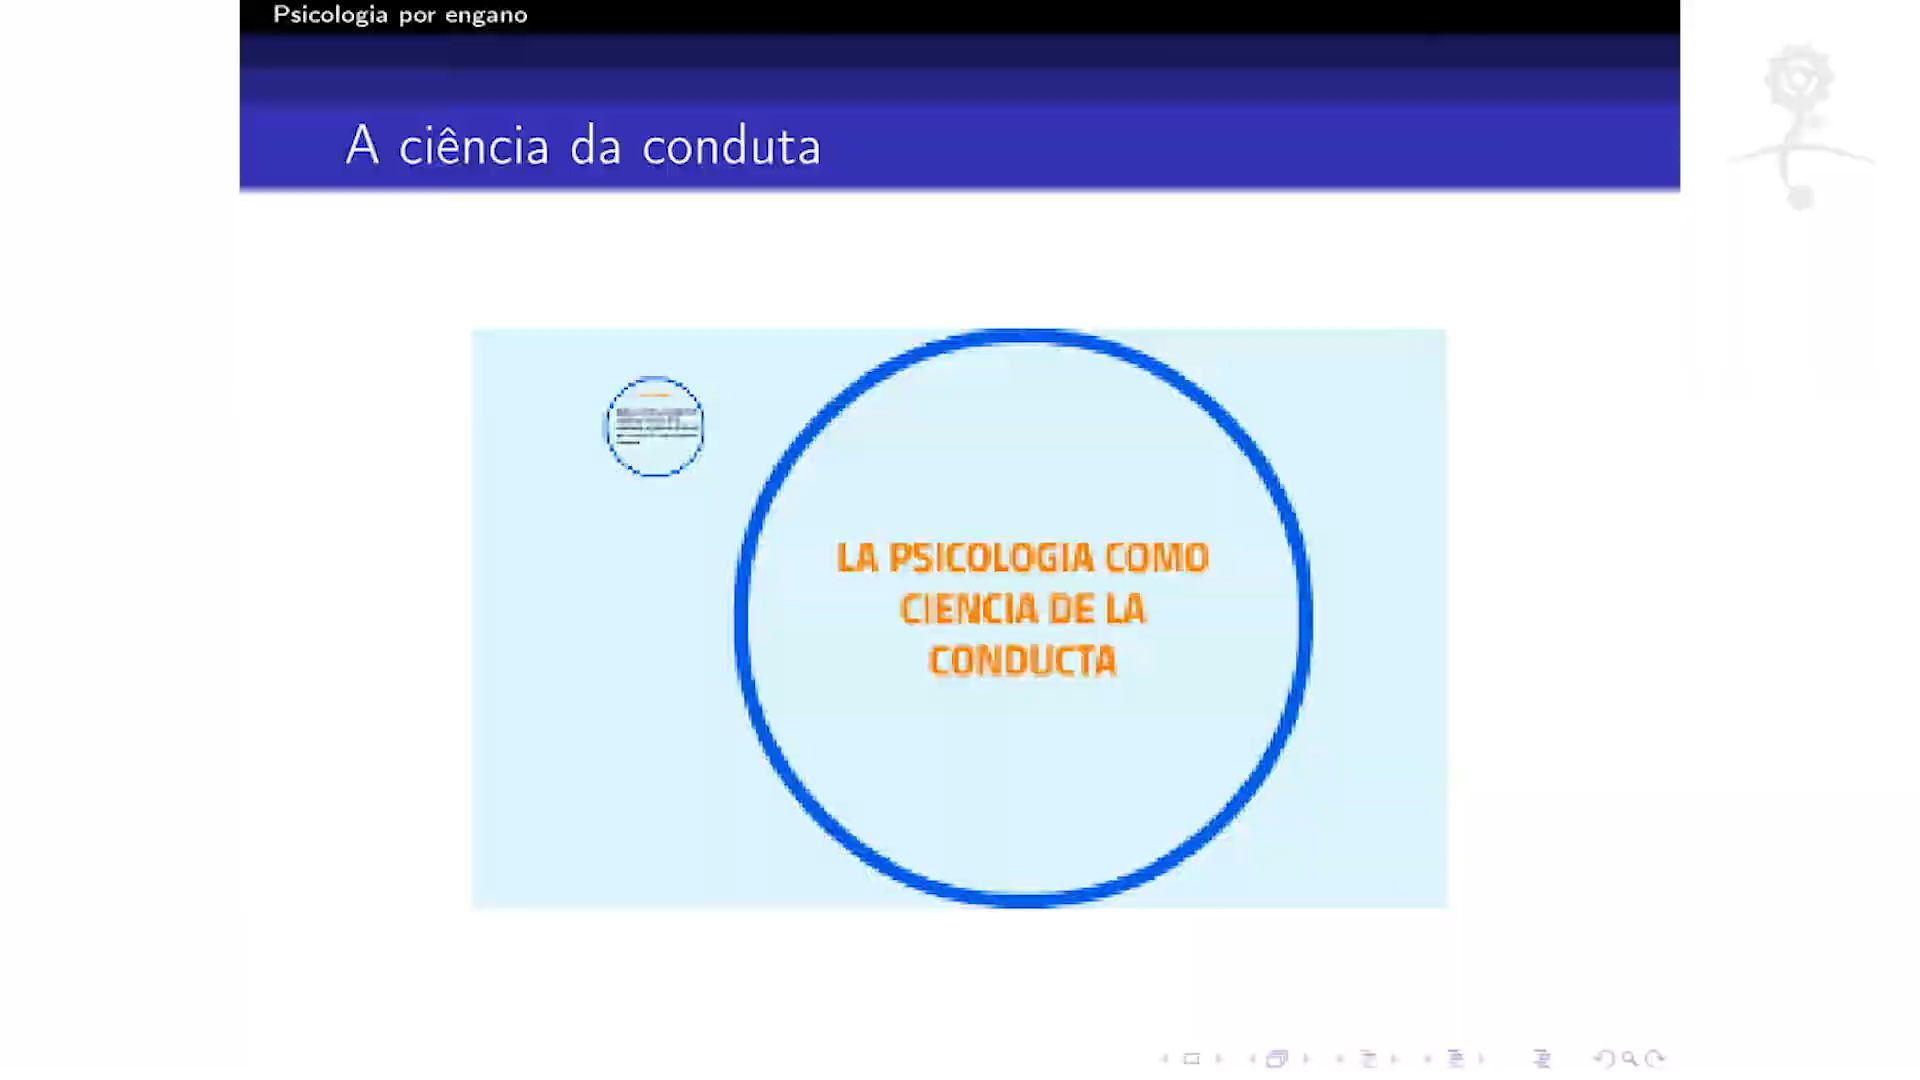 Psicologia por engano
A ciência da conduta
LA PSICOLOGIA COMO
CIENCIA DE LA
CONDUCTA